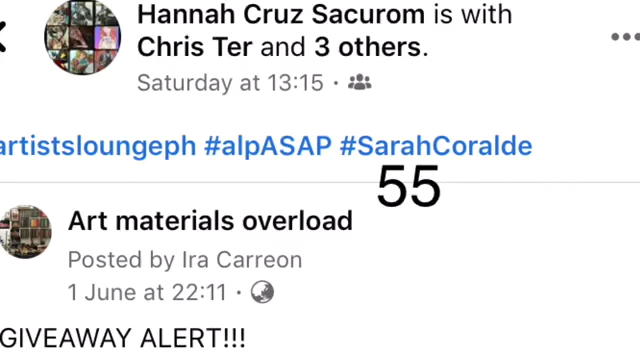 Hannah Cruz Sacurom is with
Chris Ter and 3 others.
Saturday at 13:15 ·
artistsloungeph #alpASAP #SarahCoralde
55
Art materials overload
Posted by Ira Carreon
1 June at 22:11 ·
GIVEAWAY ALERT!!!